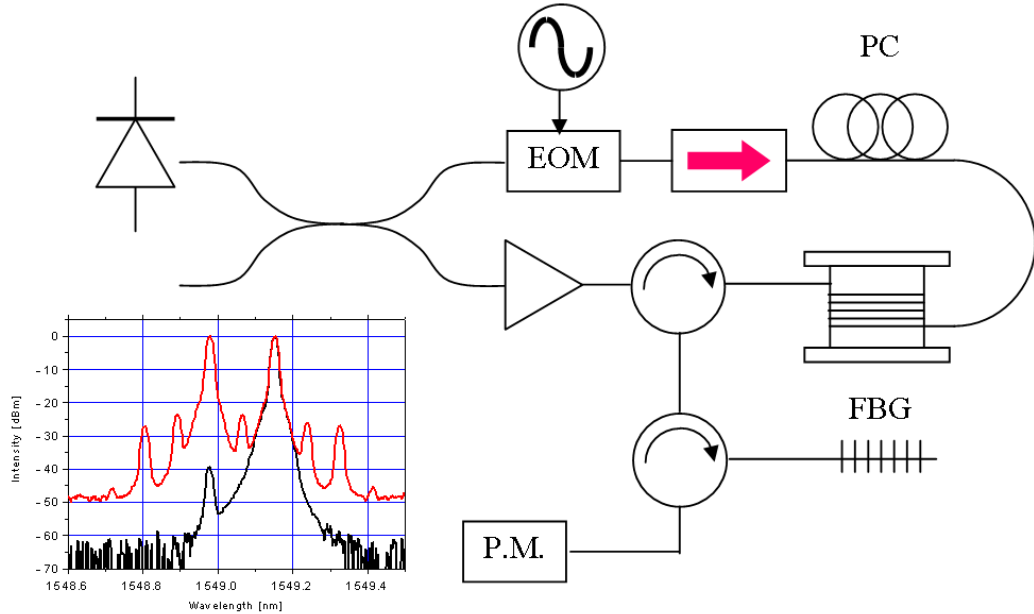 PC
EOM
FBG
P.M.
Intensity [dBm]
0
-10
-20
-30
-40
-50
-60
-70
1548.6
1548.8
1549.0
1549.2
1549.4
Wavelength [nm]